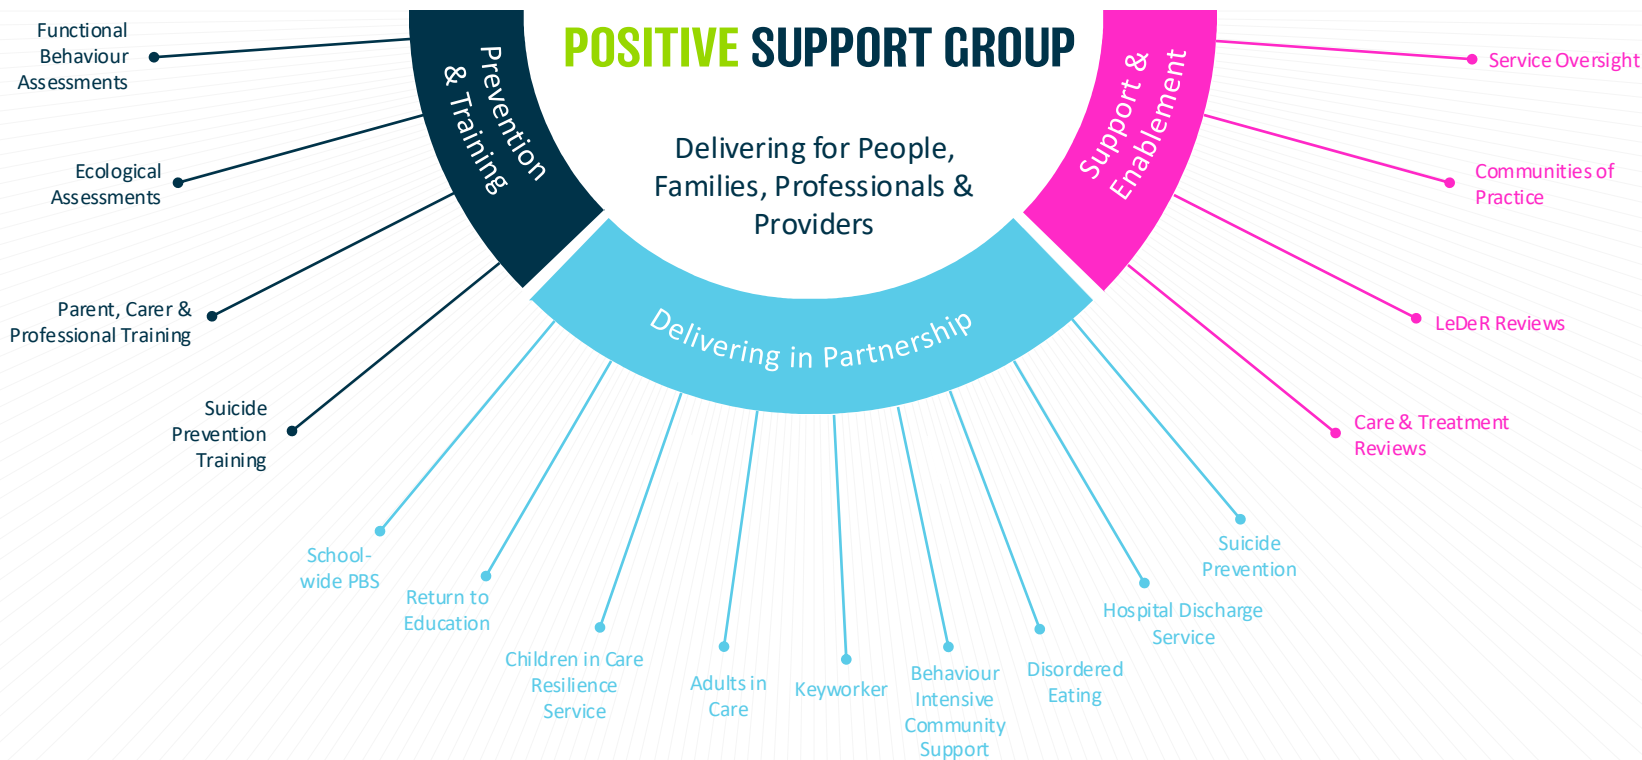 POSITIVE SUPPORT GROUP
Delivering for People,
Families, Professionals &
Providers
Prevention
& Training
Functional
Behaviour
Assessments
Ecological
Assessments
Parent, Carer &
Professional Training
Suicide
Prevention
Training
Delivering in Partnership
School-
wide PBS
Return to
Education
Children in Care
Resilience
Service
Adults in
Care
Keyworker
Behaviour
Intensive
Community
Support
Disordered
Eating
Hospital Discharge
Service
Suicide
Prevention
Support &
Enablement
Service Oversight
Communities of
Practice
LeDeR Reviews
Care & Treatment
Reviews